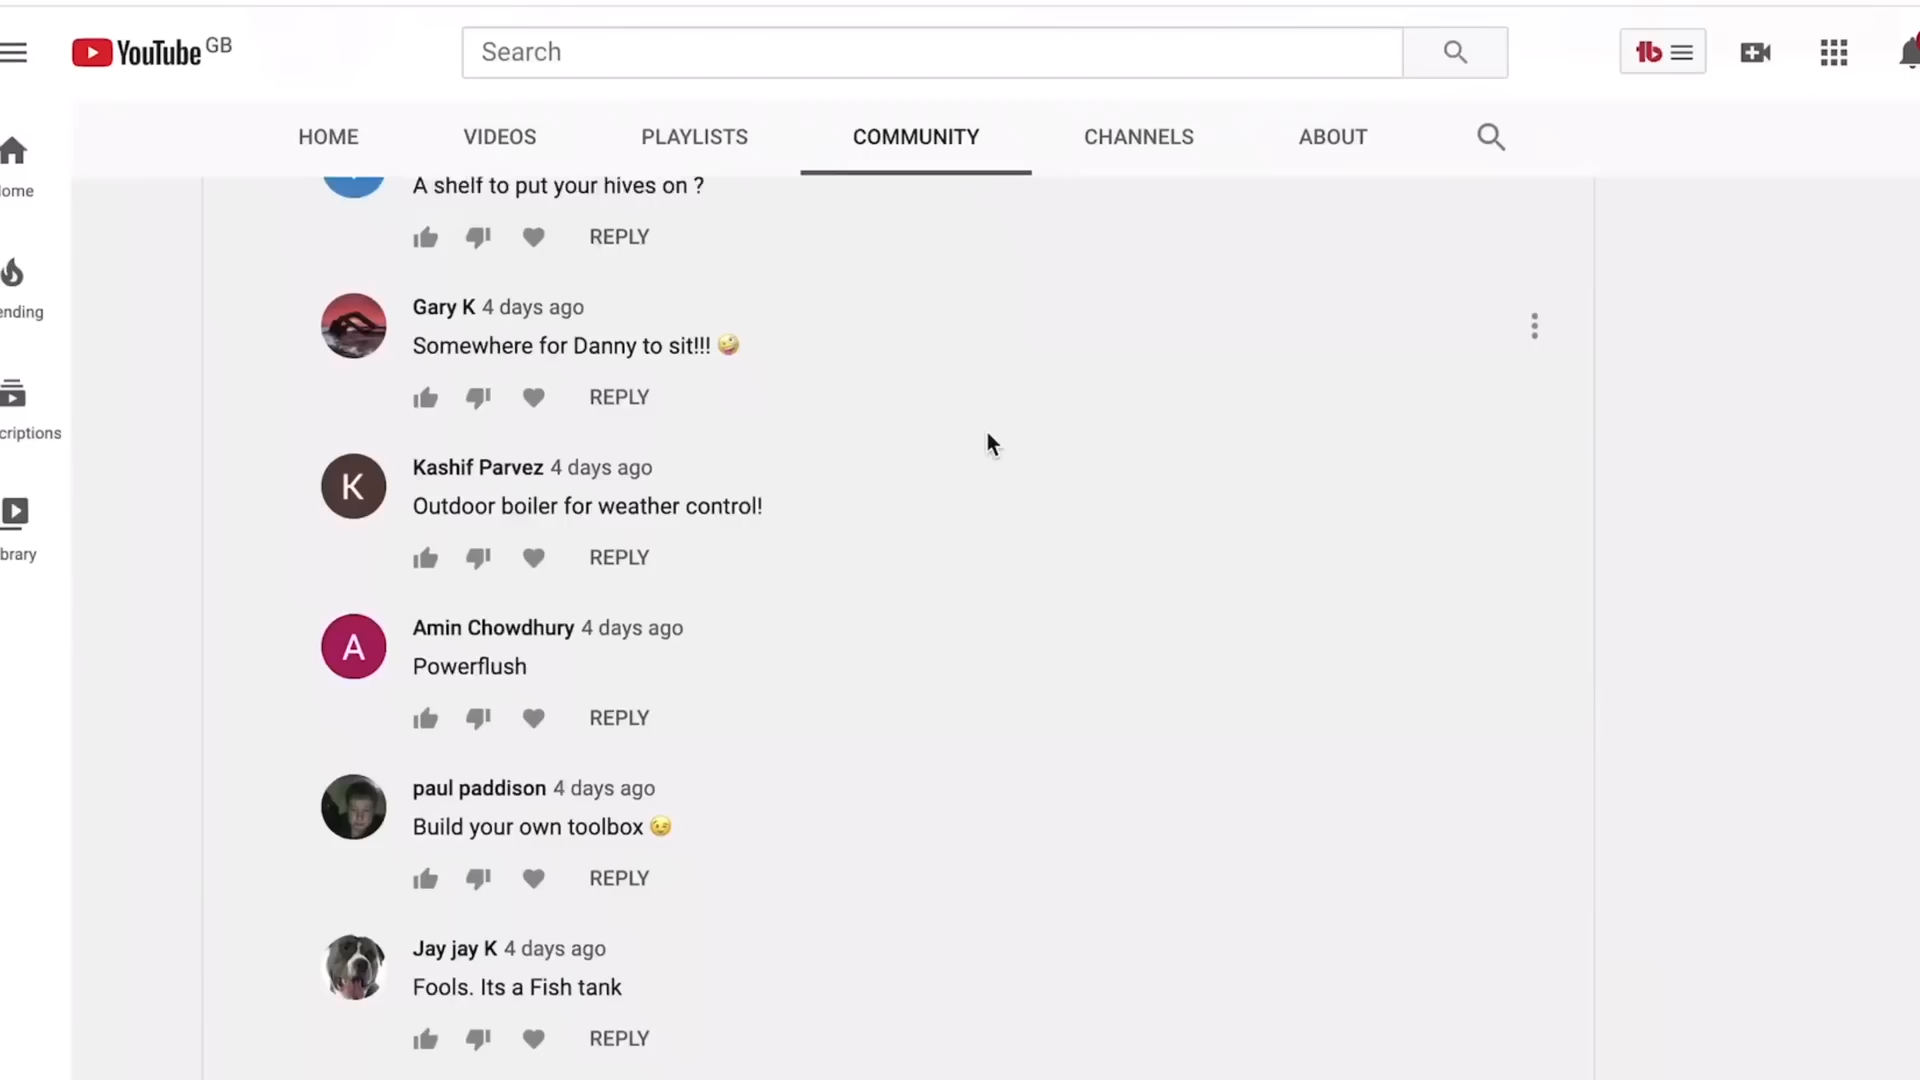 YouTube GB
Search
HOME VIDEOS PLAYLISTS COMMUNITY CHANNELS ABOUT
ome
ending
criptions
brary
A shelf to put your hives on ?
REPLY
Gary K 4 days ago
Somewhere for Danny to sit!!! 🤪
REPLY
K
Kashif Parvez 4 days ago
Outdoor boiler for weather control!
REPLY
A
Amin Chowdhury 4 days ago
Powerflush
REPLY
paul paddison 4 days ago
Build your own toolbox 😉
REPLY
Jay jay K 4 days ago
Fools. Its a Fish tank
REPLY